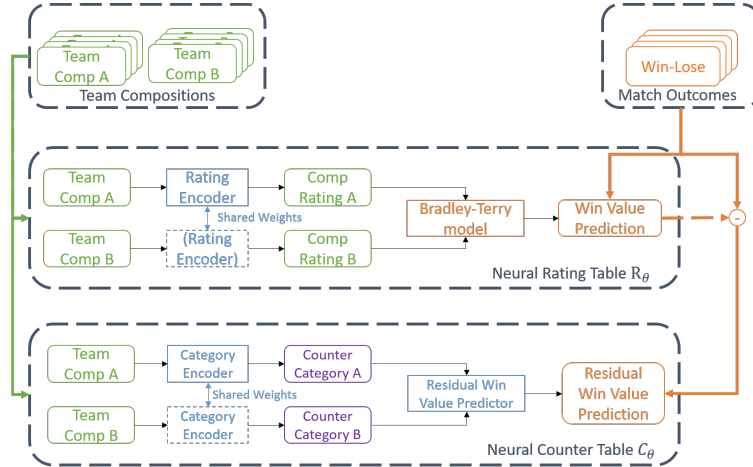 Team
Comp A
Team
Comp B
Team Compositions
Win-Lose
Match Outcomes
Team
Comp A
Rating
Encoder
Comp
Rating A
Shared Weights
Bradley-Terry
model
Win Value
Prediction
-
Team
Comp B
(Rating
Encoder)
Comp
Rating B
Neural Rating Table R_θ
Team
Comp A
Category
Encoder
Counter
Category A
Shared Weights
Residual Win
Value Predictor
Residual
Win Value
Prediction
Team
Comp B
Category
Encoder
Counter
Category B
Neural Counter Table C_θ